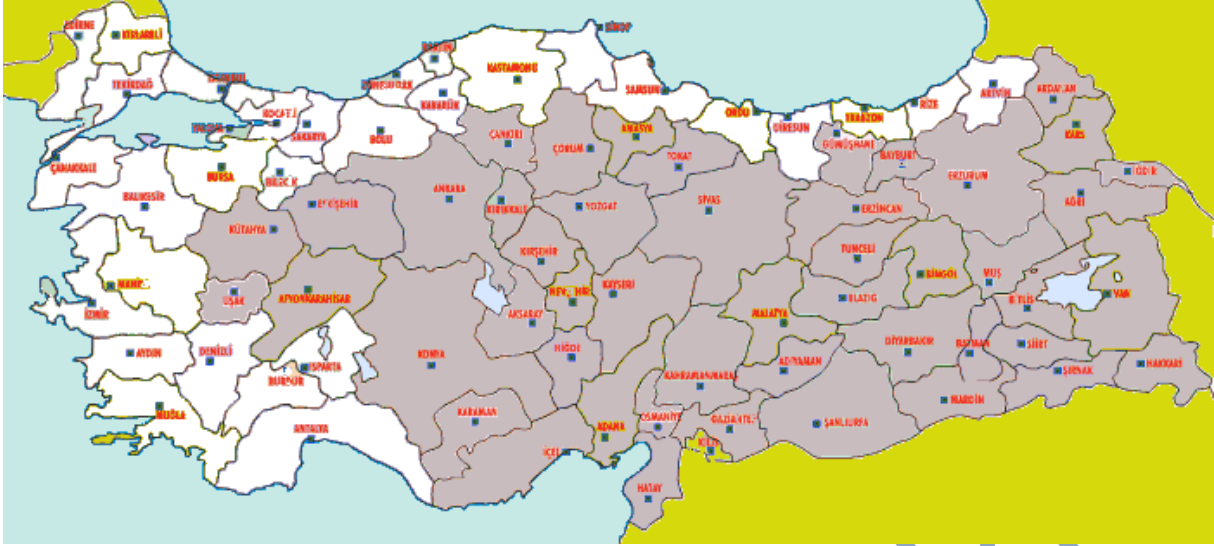 EDİRNE
KIRKLARELİ
TEKİRDAĞ
İSTANBUL
KOCAELİ
YALOVA
SAKARYA
BOLU
ZONGULDAK
BARTIN
KARABÜK
KASTAMONU
SİNOP
SAMSUN
ORDU
GİRESUN
TRABZON
RİZE
ARTVİN
ARDAHAN
KARS
IĞDIR
AĞRI
ERZURUM
BAYBURT
GÜMÜŞHANE
TOKAT
AMASYA
ÇORUM
ÇANKIRI
ÇANAKKALE
BALIKESİR
BURSA
BİLECİK
ESKİŞEHİR
KÜTAHYA
ANKARA
KIRIKKALE
YOZGAT
SİVAS
ERZİNCAN
TUNCELİ
BİNGÖL
MUŞ
BİTLİS
VAN
KIRŞEHİR
NEVŞEHİR
KAYSERİ
AKSARAY
MANİSA
UŞAK
AFYONKARAHİSAR
İZMİR
AYDIN
DENİZLİ
ISPARTA
BURDUR
MUĞLA
ANTALYA
KONYA
KARAMAN
NİĞDE
İÇEL
ADANA
OSMANİYE
HATAY
KİLİS
GAZİANTEP
KAHRAMANMARAŞ
MALATYA
ELAZIĞ
ADIYAMAN
ŞANLIURFA
DİYARBAKIR
BATMAN
SİİRT
MARDİN
ŞIRNAK
HAKKARİ